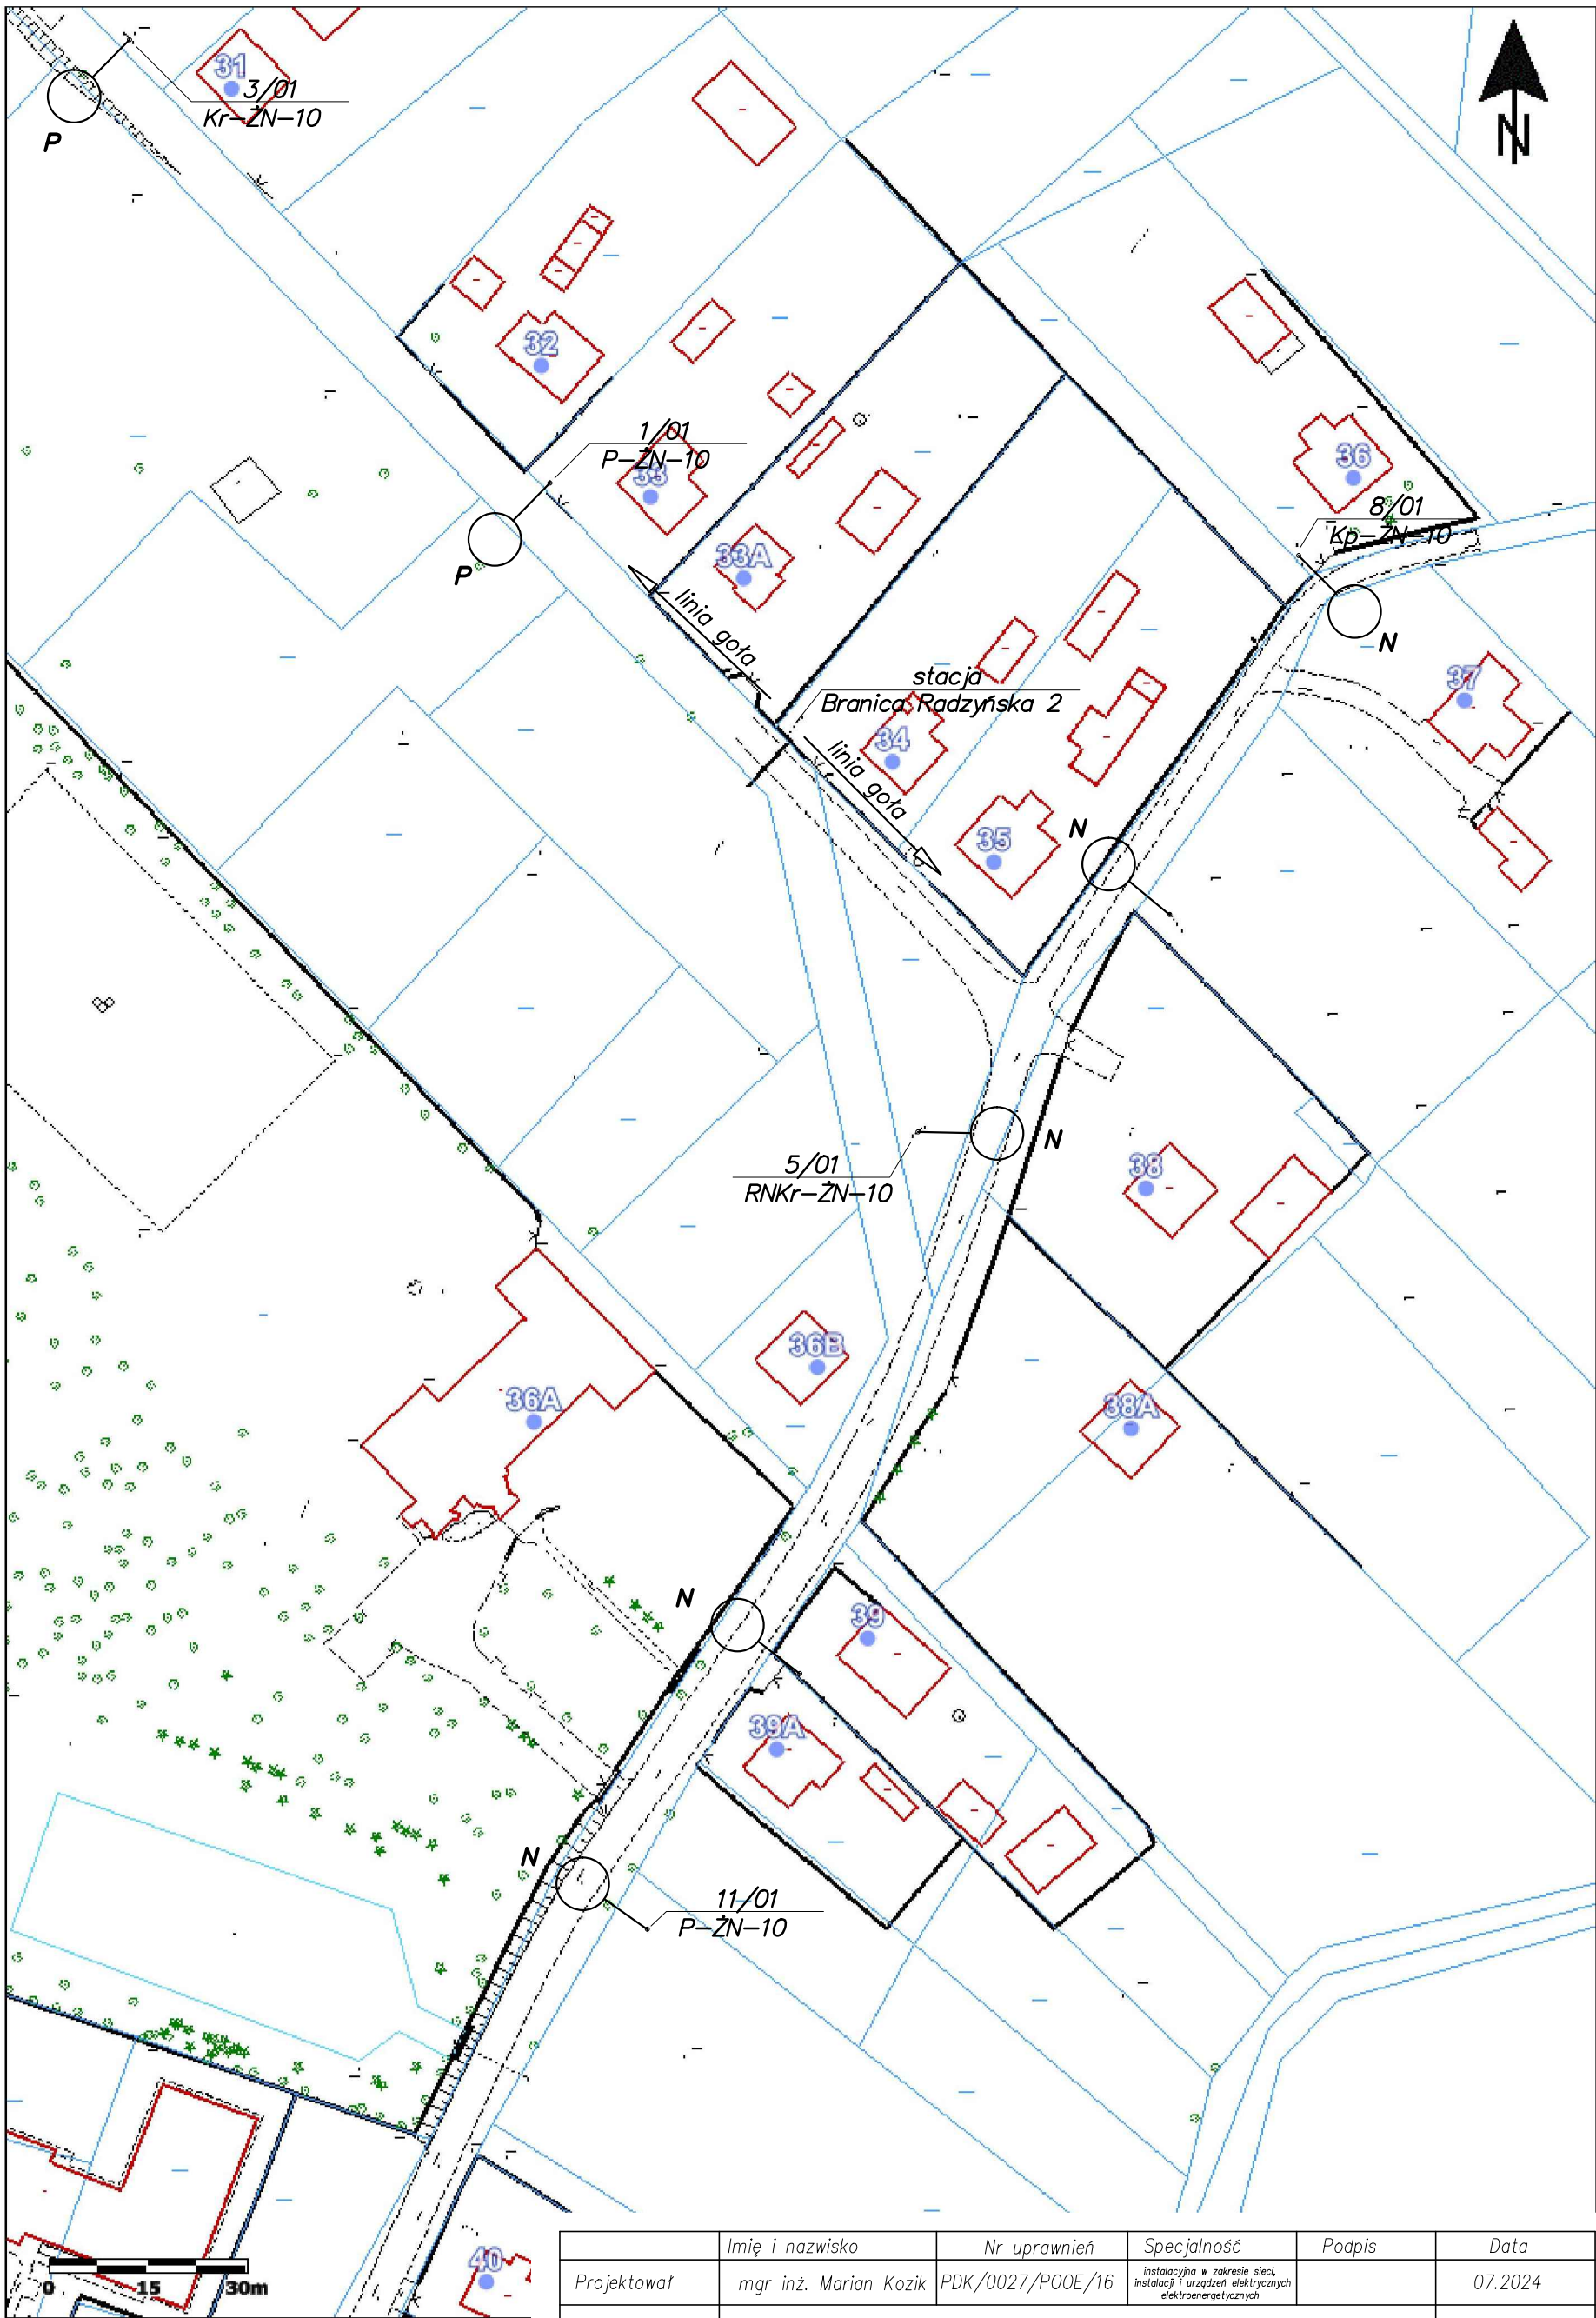 31
3/01
Kr-ŻN-10
P
N
32
1/01
P-ŻN-10
33
P
33A
linia goła
36
8/01
Kp-ŻN-10
N
stacja
Branica Radzyńska 2
37
34
linia goła
35
N
5/01
RNKr-ŻN-10
N
38
36B
36A
38A
N
39
39A
N
11/01
P-ŻN-10
40
0 15 30m
Imię i nazwisko Nr uprawnień Specjalność Podpis Data
Projektował mgr inż. Marian Kozik PDK/0027/POOE/16 instalacyjna w zakresie sieci,
instalacji i urządzeń elektrycznych
elektroenergetycznych
07.2024